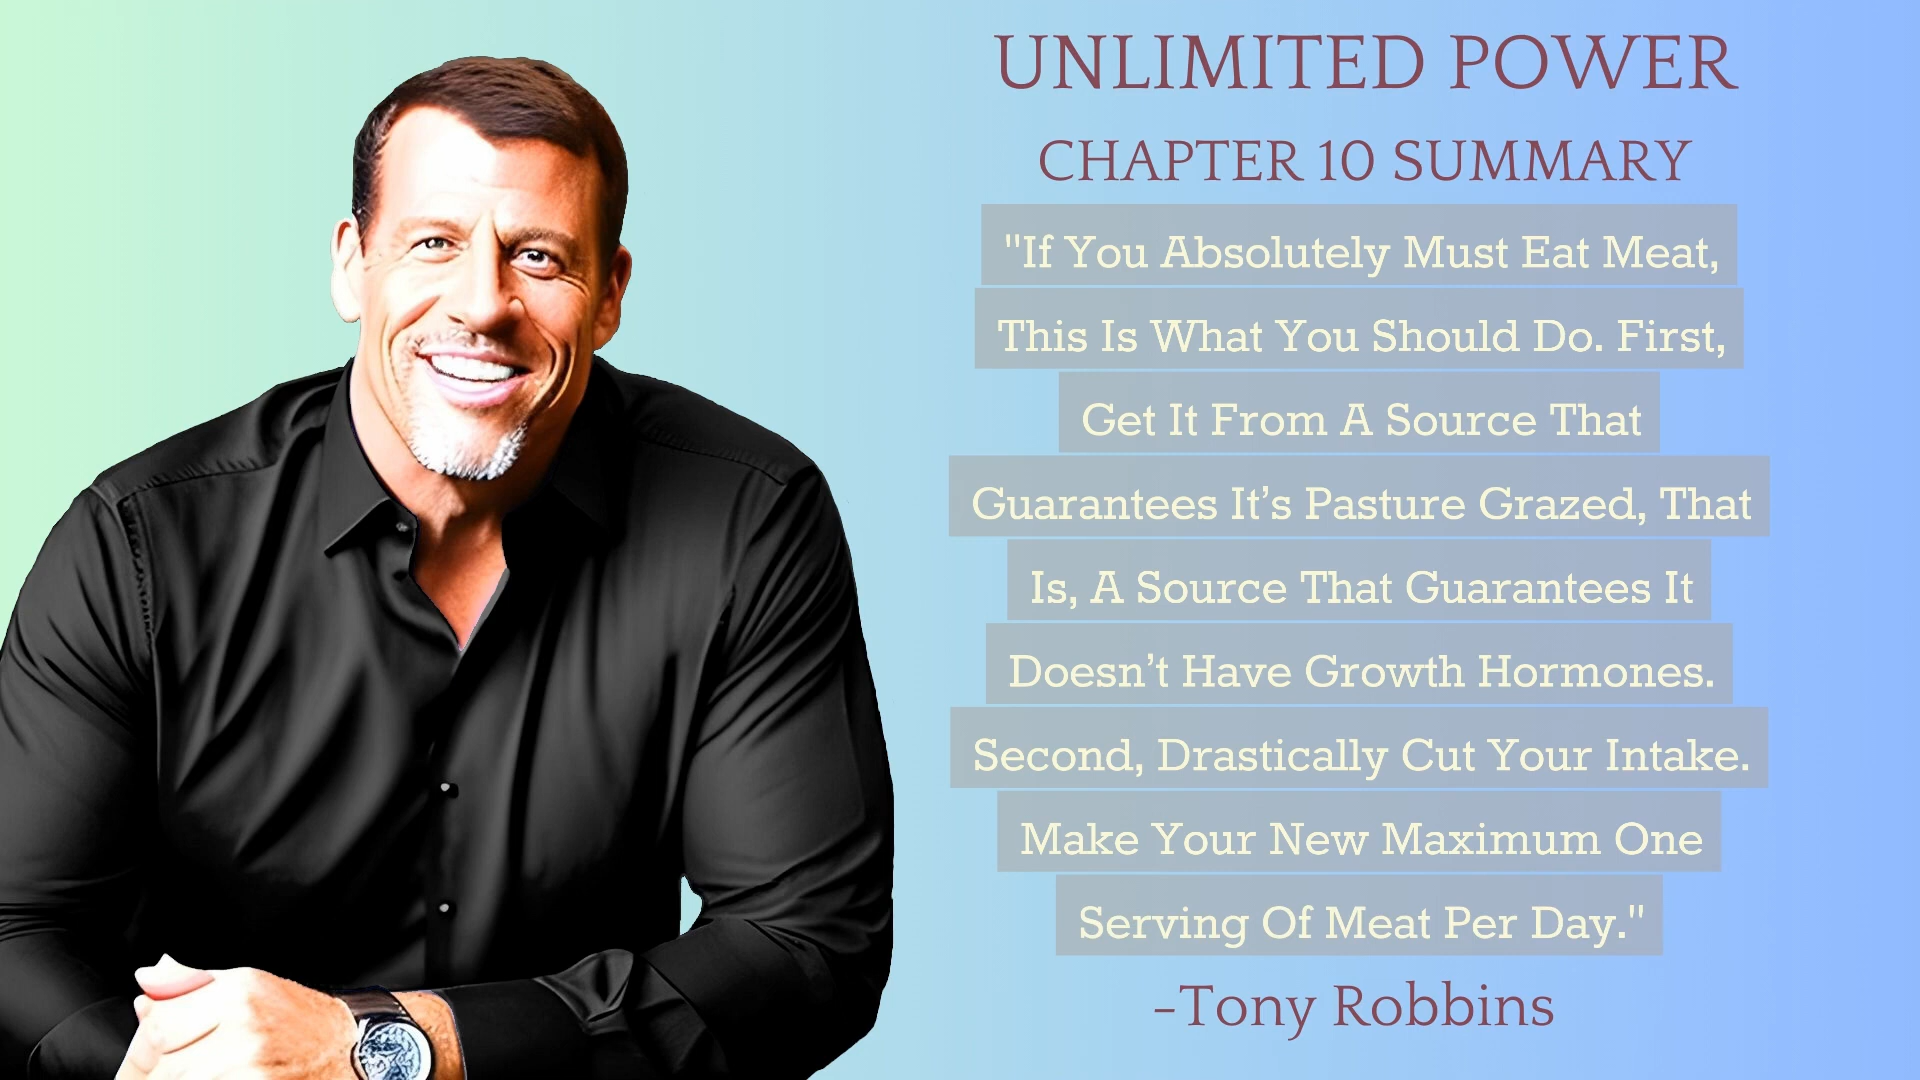 UNLIMITED POWER
CHAPTER 10 SUMMARY
"If You Absolutely Must Eat Meat,
This Is What You Should Do. First,
Get It From A Source That
Guarantees It’s Pasture Grazed, That
Is, A Source That Guarantees It
Doesn’t Have Growth Hormones.
Second, Drastically Cut Your Intake.
Make Your New Maximum One
Serving Of Meat Per Day."
-Tony Robbins